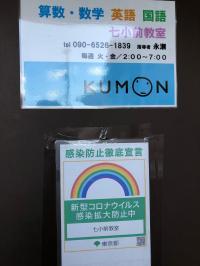 算数・数学 英語 国語
七小前教室
tel 090-6526-1839 指導者 永瀬
毎週 火・金/2:00~7:00
KUMON
感染防止徹底宣言
新型コロナウイルス
感染拡大防止中
七小前教室
東京都